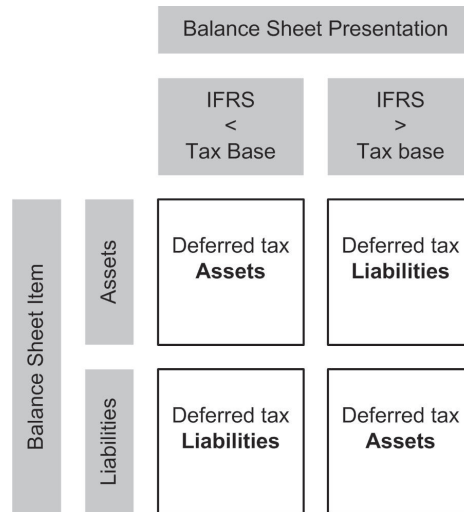 Balance Sheet Presentation
IFRS
<
Tax Base
IFRS
>
Tax base
Balance Sheet Item
Assets
Deferred tax
Assets
Deferred tax
Liabilities
Liabilities
Deferred tax
Liabilities
Deferred tax
Assets